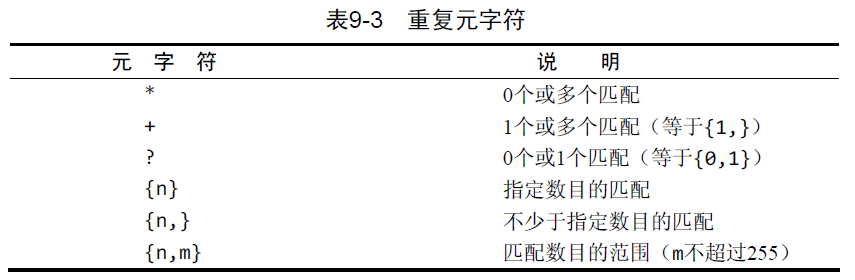 表9-3 重复元字符
元 字 符 说 明
* 0个或多个匹配
+ 1个或多个匹配（等于{1,}）
? 0个或1个匹配（等于{0,1}）
{n} 指定数目的匹配
{n,} 不少于指定数目的匹配
{n,m} 匹配数目的范围（m不超过255）